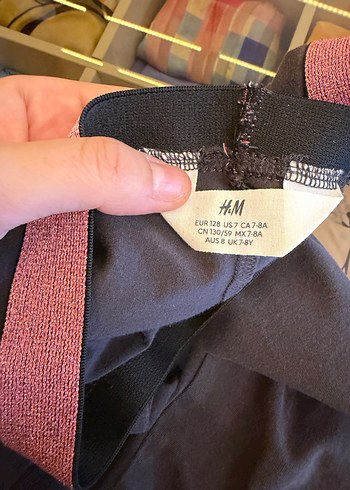 H&M
EUR 128 US 7 CA 7-8A
CN 130/59 MX 7-8A
AUS 8 UK 7-8Y